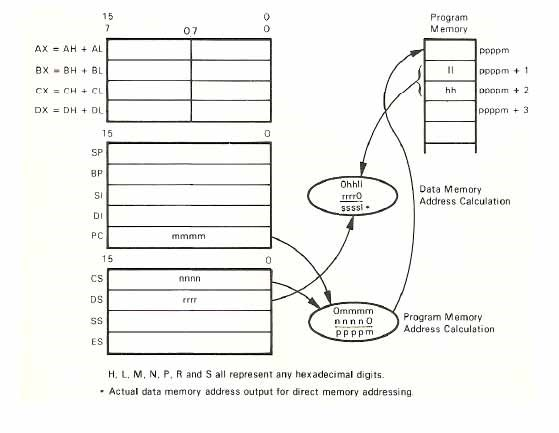 15 0
7 0 7 0
AX = AH + AL
BX = BH + BL
CX = CH + CL
DX = DH + DL
15 0
SP
BP
SI
DI
PC mmmm
15 0
CS nnnn
DS rrrr
SS
ES
Program
Memory
ppppm
ll ppppm + 1
hh ppppm + 2
ppppm + 3
0hhll
rrrr0
ssssl *
Data Memory
Address Calculation
0mmmm
nnnn0
ppppm
Program Memory
Address Calculation
H, L, M, N, P, R and S all represent any hexadecimal digits.
* Actual data memory address output for direct memory addressing.